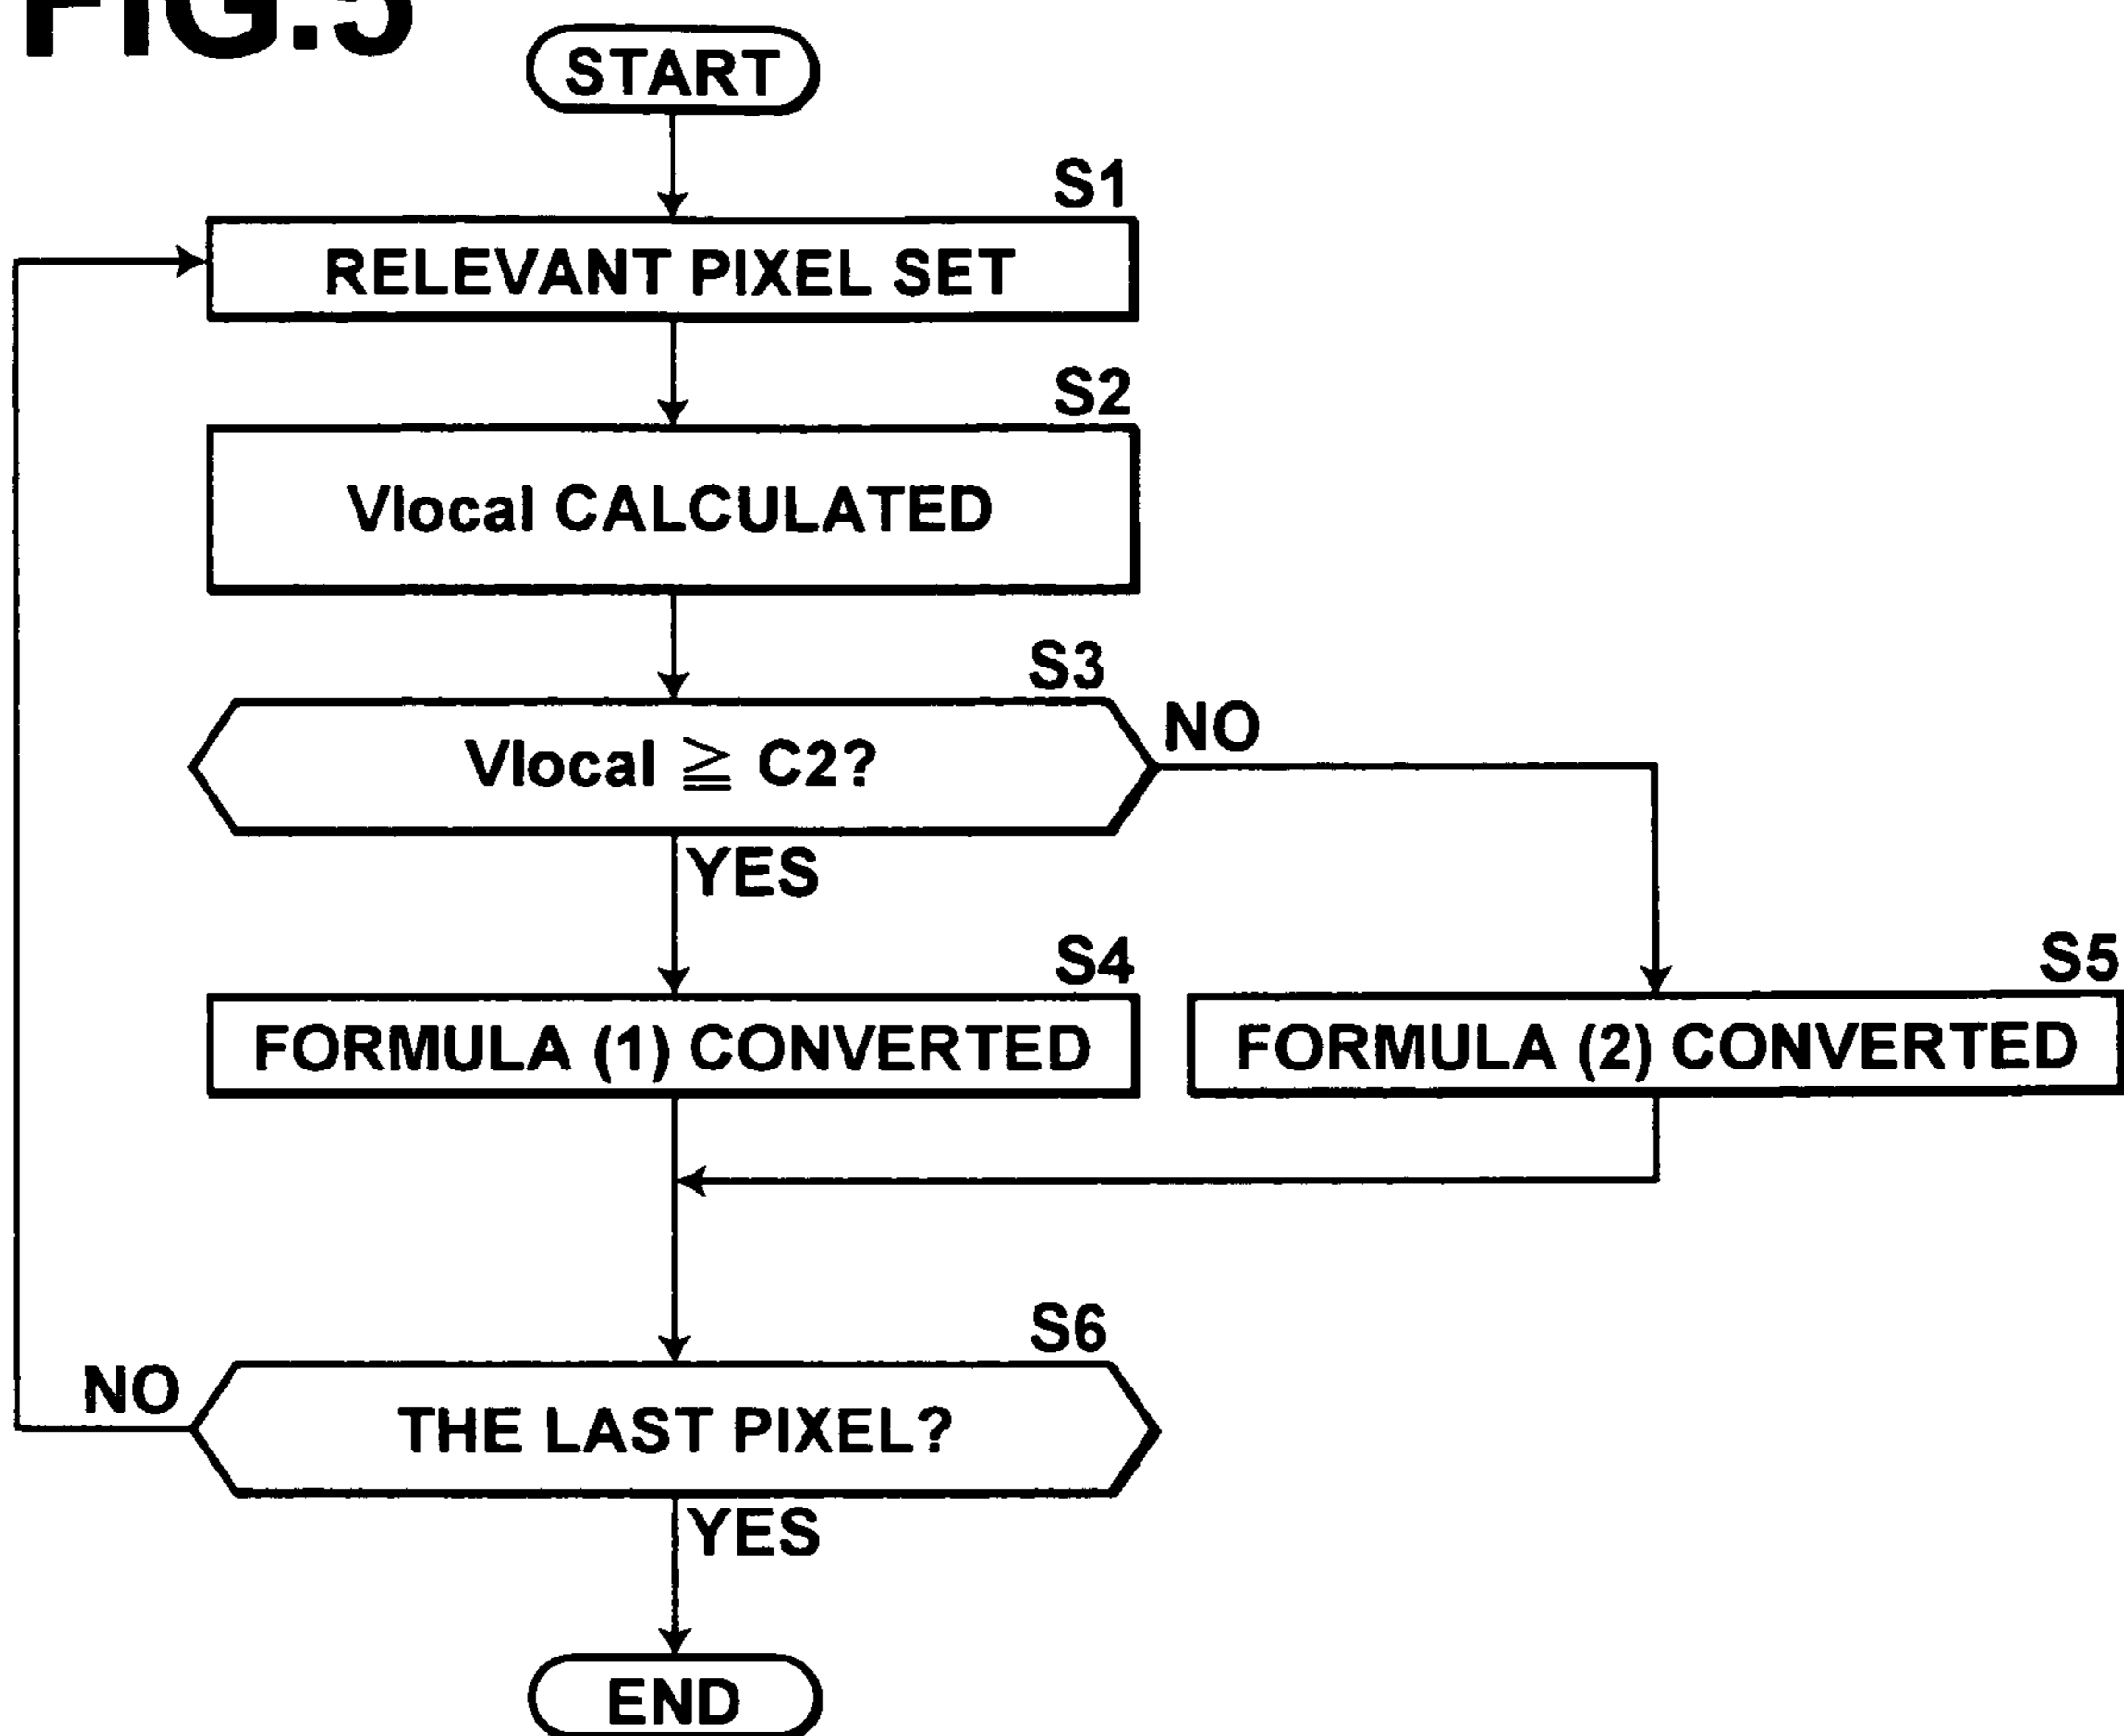 FIG.5
START
S1
RELEVANT PIXEL SET
S2
Vlocal CALCULATED
S3
Vlocal ≧ C2?
NO
YES
S4
FORMULA (1) CONVERTED
S5
FORMULA (2) CONVERTED
S6
THE LAST PIXEL?
NO
YES
END